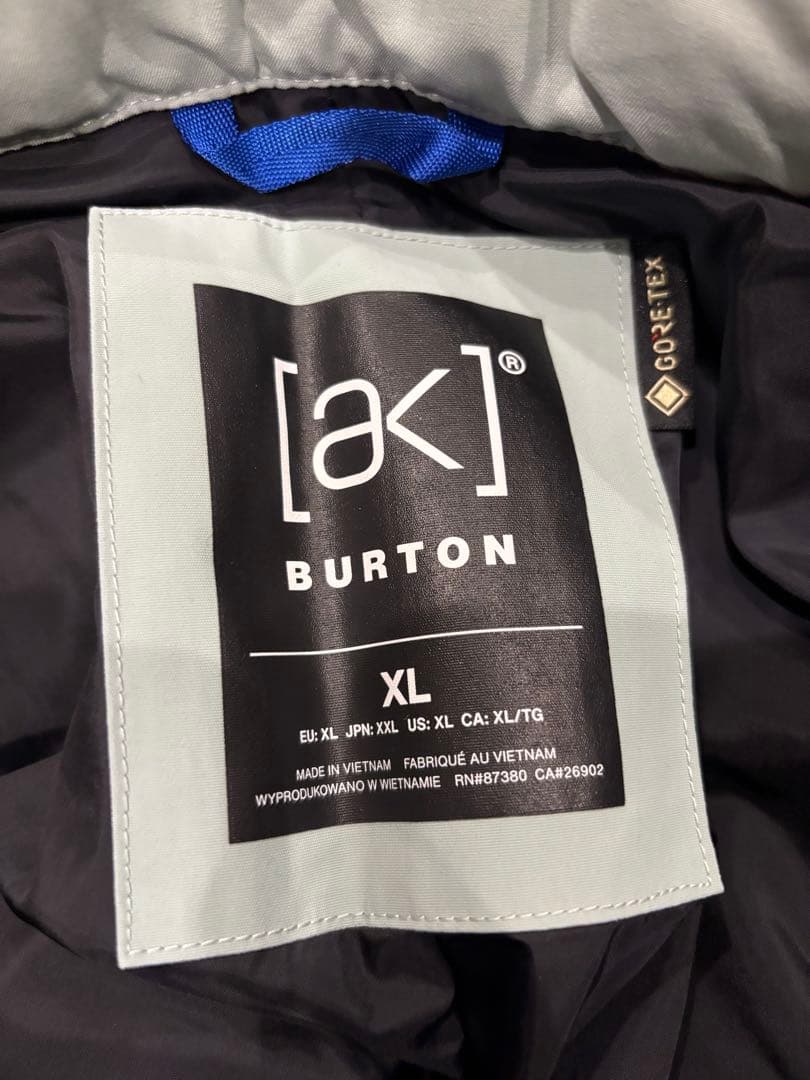 [ak]®
BURTON
XL
EU: XL JPN: XXL US: XL CA: XL/TG
MADE IN VIETNAM FABRIQUÉ AU VIETNAM
WYPRODUKOWANO W WIETNAMIE RN#87380 CA#26902
GORE-TEX